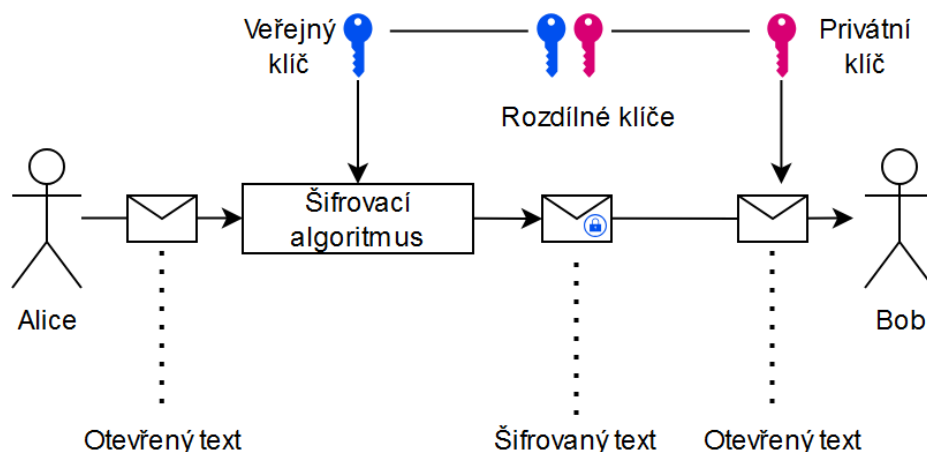 Veřejný
klíč
Privátní
klíč
Rozdílné klíče
Šifrovací
algoritmus
Alice
Bob
Otevřený text
Šifrovaný text
Otevřený text